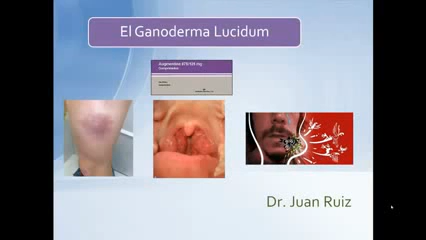 El Ganoderma Lucidum
Augmentine 875/125 mg
Dr. Juan Ruiz